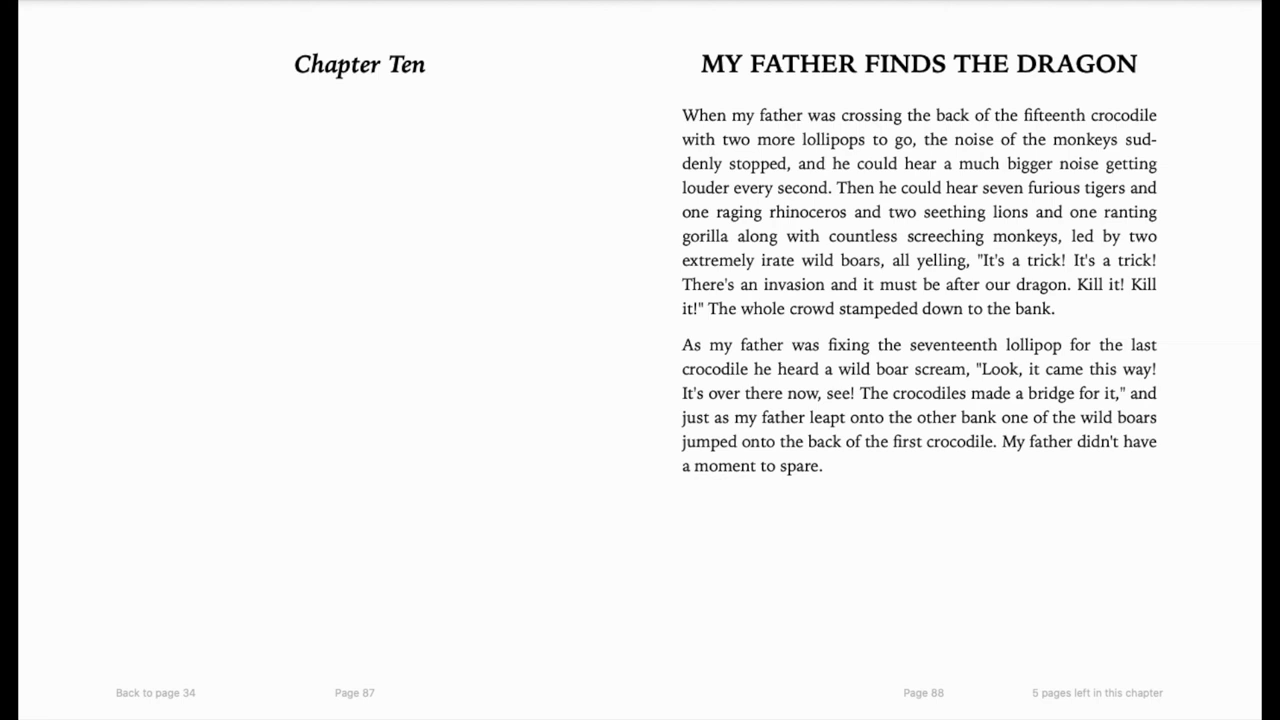 Chapter Ten
MY FATHER FINDS THE DRAGON
When my father was crossing the back of the fifteenth crocodile
with two more lollipops to go, the noise of the monkeys sud-
denly stopped, and he could hear a much bigger noise getting
louder every second. Then he could hear seven furious tigers and
one raging rhinoceros and two seething lions and one ranting
gorilla along with countless screeching monkeys, led by two
extremely irate wild boars, all yelling, "It's a trick! It's a trick!
There's an invasion and it must be after our dragon. Kill it! Kill
it!" The whole crowd stampeded down to the bank.
As my father was fixing the seventeenth lollipop for the last
crocodile he heard a wild boar scream, "Look, it came this way!
It's over there now, see! The crocodiles made a bridge for it," and
just as my father leapt onto the other bank one of the wild boars
jumped onto the back of the first crocodile. My father didn't have
a moment to spare.
Back to page 34
Page 87
Page 88
5 pages left in this chapter